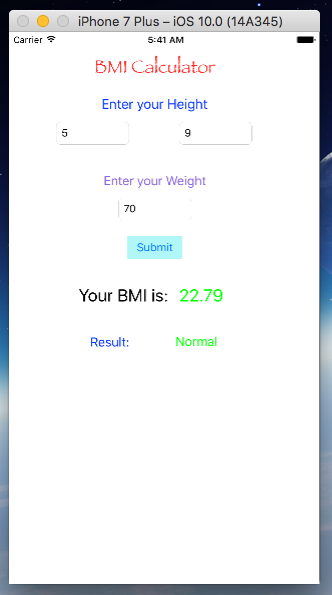 iPhone 7 Plus – iOS 10.0 (14A345)
Carrier 5:41 AM
BMI Calculator
Enter your Height
5 9
Enter your Weight
70
Submit
Your BMI is: 22.79
Result: Normal